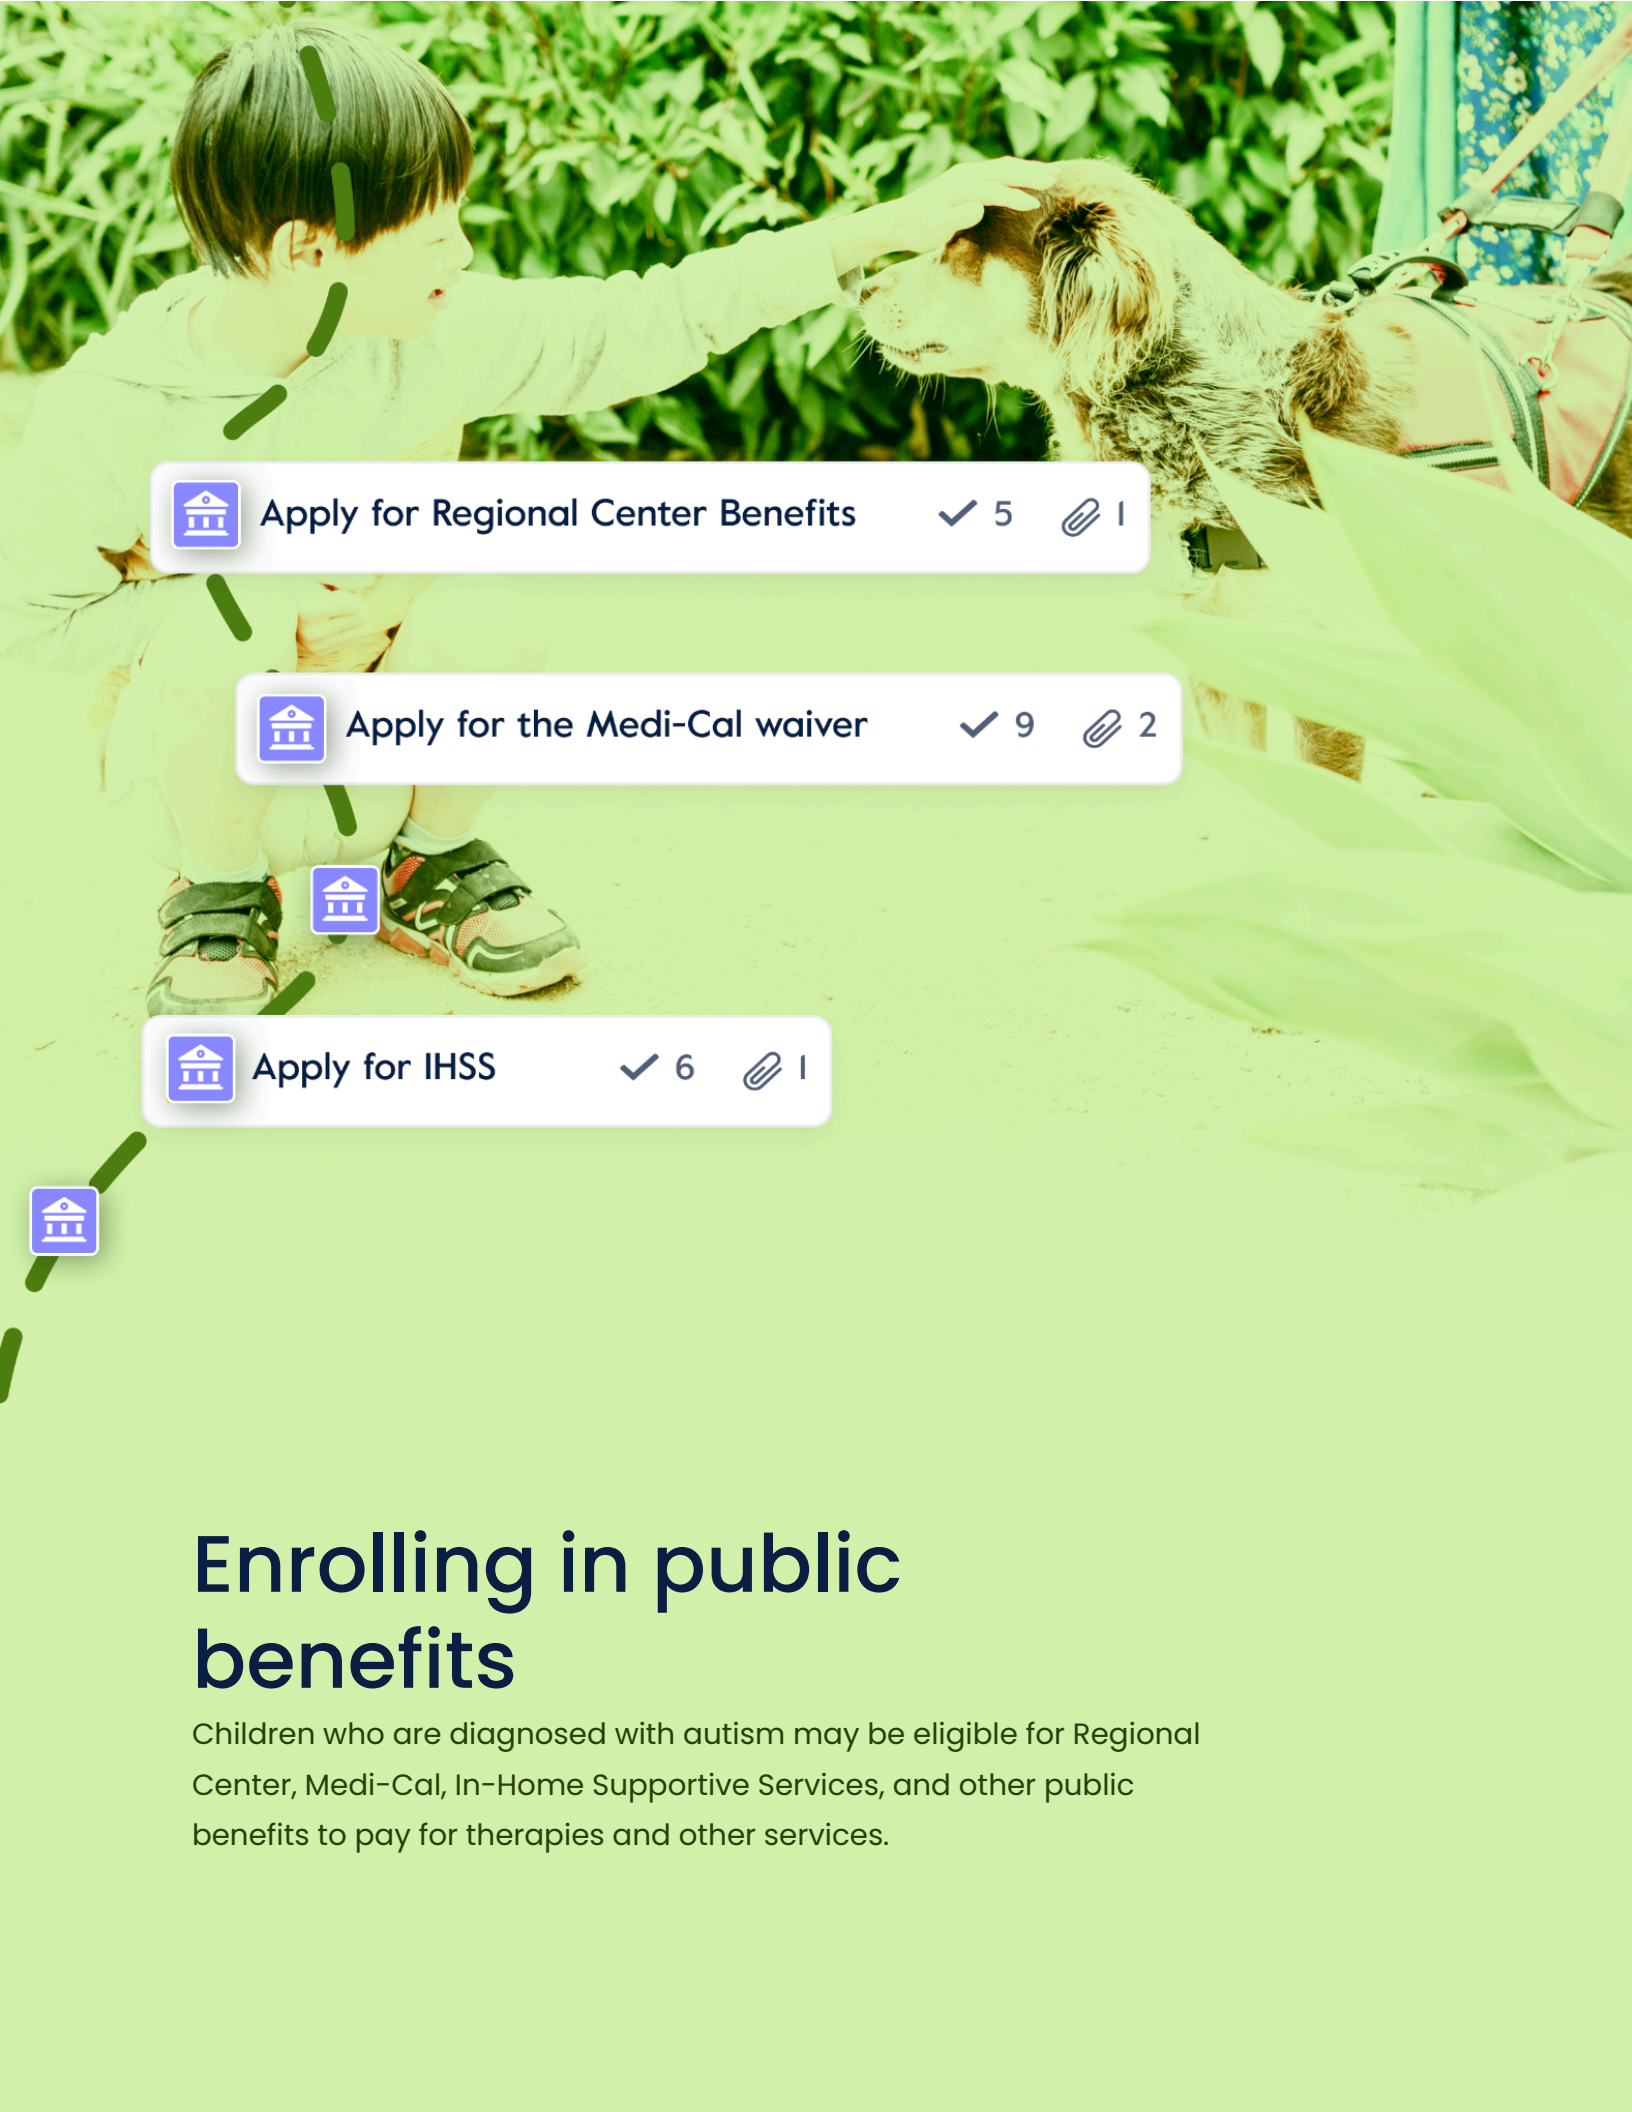 Apply for Regional Center Benefits 5 1
Apply for the Medi-Cal waiver 9 2
Apply for IHSS 6 1
Enrolling in public
benefits
Children who are diagnosed with autism may be eligible for Regional
Center, Medi-Cal, In-Home Supportive Services, and other public
benefits to pay for therapies and other services.